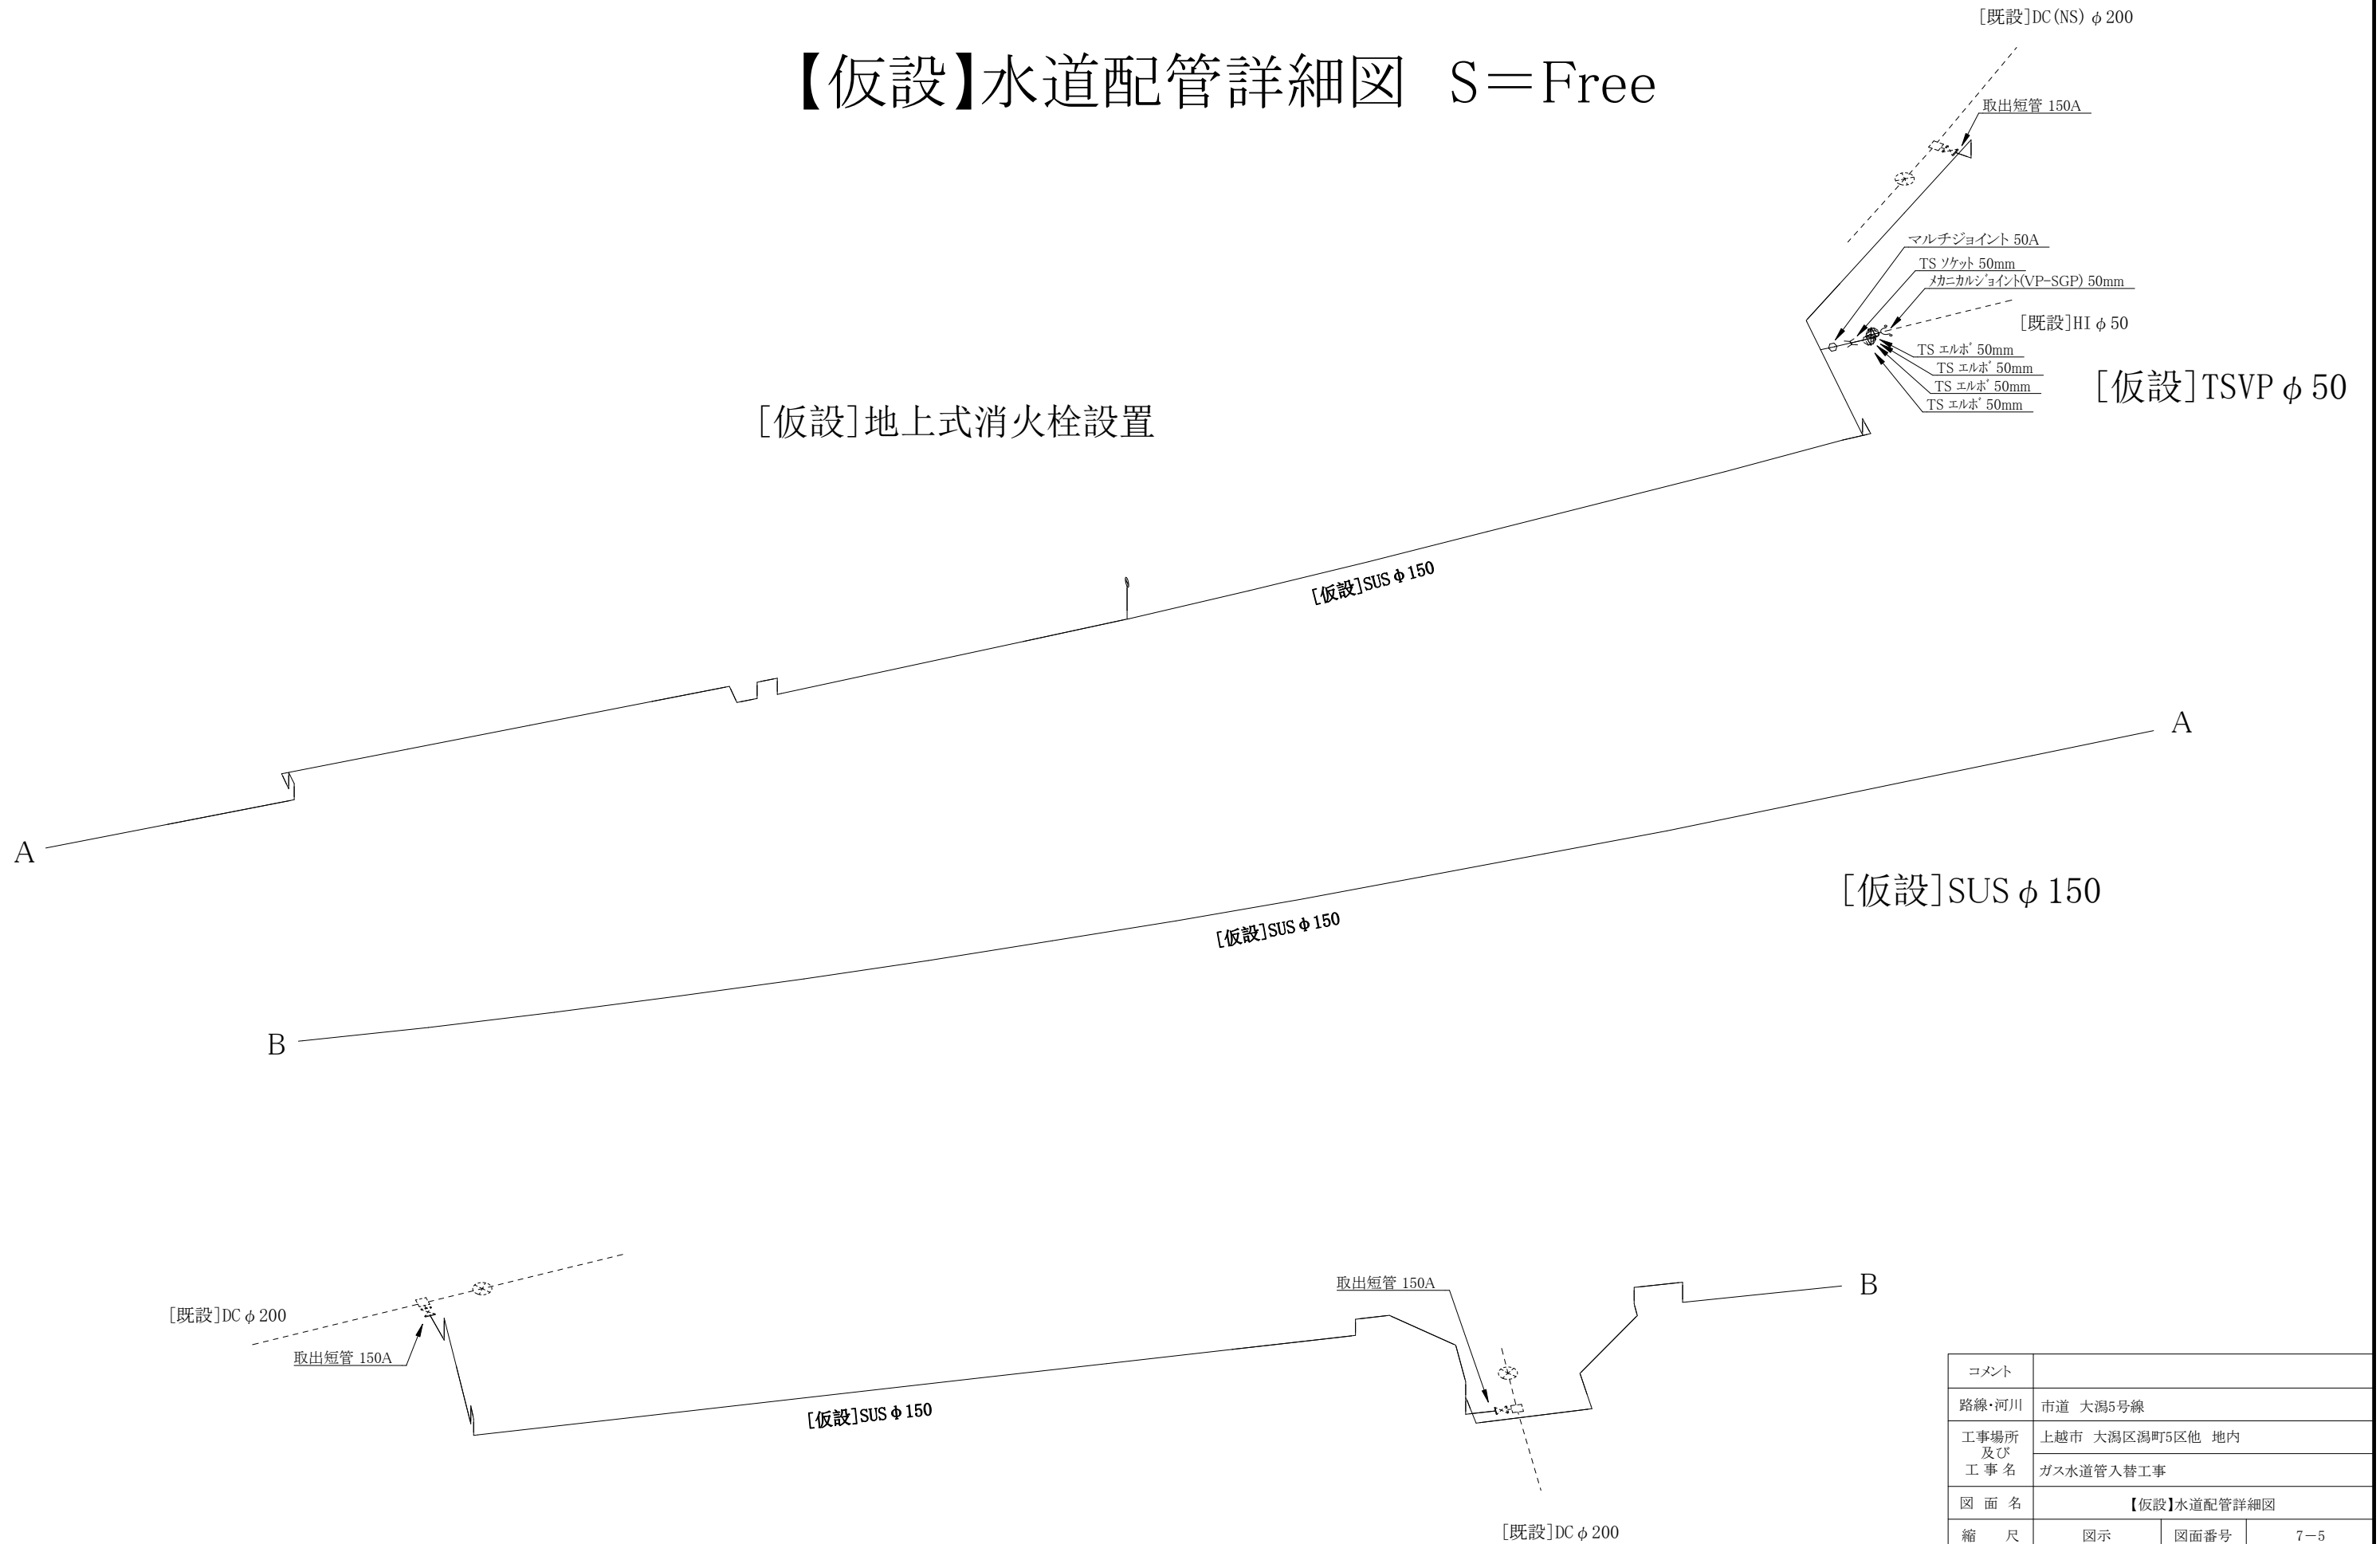 [既設]DC(NS)φ200
【仮設】水道配管詳細図 S＝Free
取出短管 150A
マルチジョイント 50A
TS ソケット 50mm
メカニカルジョイント(VP-SGP) 50mm
[既設]HIφ50
TS エルボ 50mm
TS エルボ 50mm
TS エルボ 50mm
TS エルボ 50mm
[仮設]TSVPφ50
[仮設]地上式消火栓設置
[仮設]SUSφ150
A
A
[仮設]SUSφ150
[仮設]SUSφ150
B
取出短管 150A
B
[既設]DCφ200
取出短管 150A
[仮設]SUSφ150
[既設]DCφ200
コメント
路線・河川 市道 大潟5号線
工事場所 及び 工事名 上越市 大潟区潟町5区他 地内
ガス水道管入替工事
図面名 【仮設】水道配管詳細図
縮尺 図示 図面番号 7－5